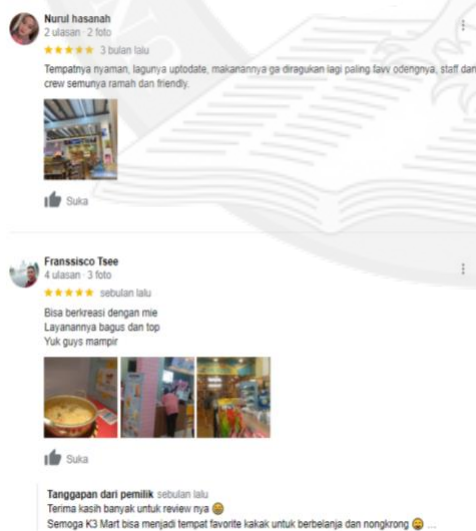 Nurul hasanah
2 ulasan · 2 foto
3 bulan lalu
Tempatnya nyaman, lagunya uptodate, makanannya ga diragukan lagi paling favv odengnya, staff dan
crew semunya ramah dan friendly.
Suka
Franssisco Tsee
4 ulasan · 3 foto
sebulan lalu
Bisa berkreasi dengan mie
Layanannya bagus dan top
Yuk guys mampir
Suka
Tanggapan dari pemilik sebulan lalu
Terima kasih banyak untuk review nya 😄
Semoga K3 Mart bisa menjadi tempat favorite kakak untuk berbelanja dan nongkrong 😄 ...